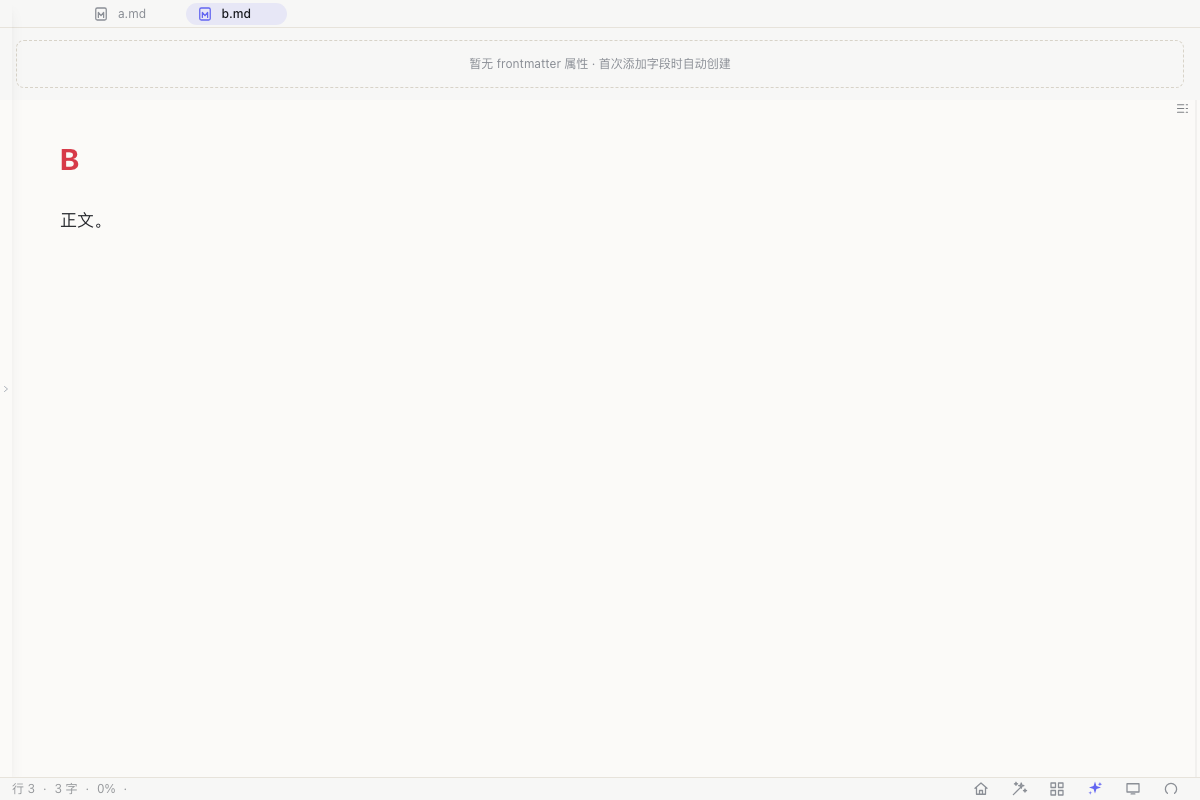 a.md
b.md
暂无 frontmatter 属性 · 首次添加字段时自动创建
B
正文。
行 3 · 3 字 · 0% ·